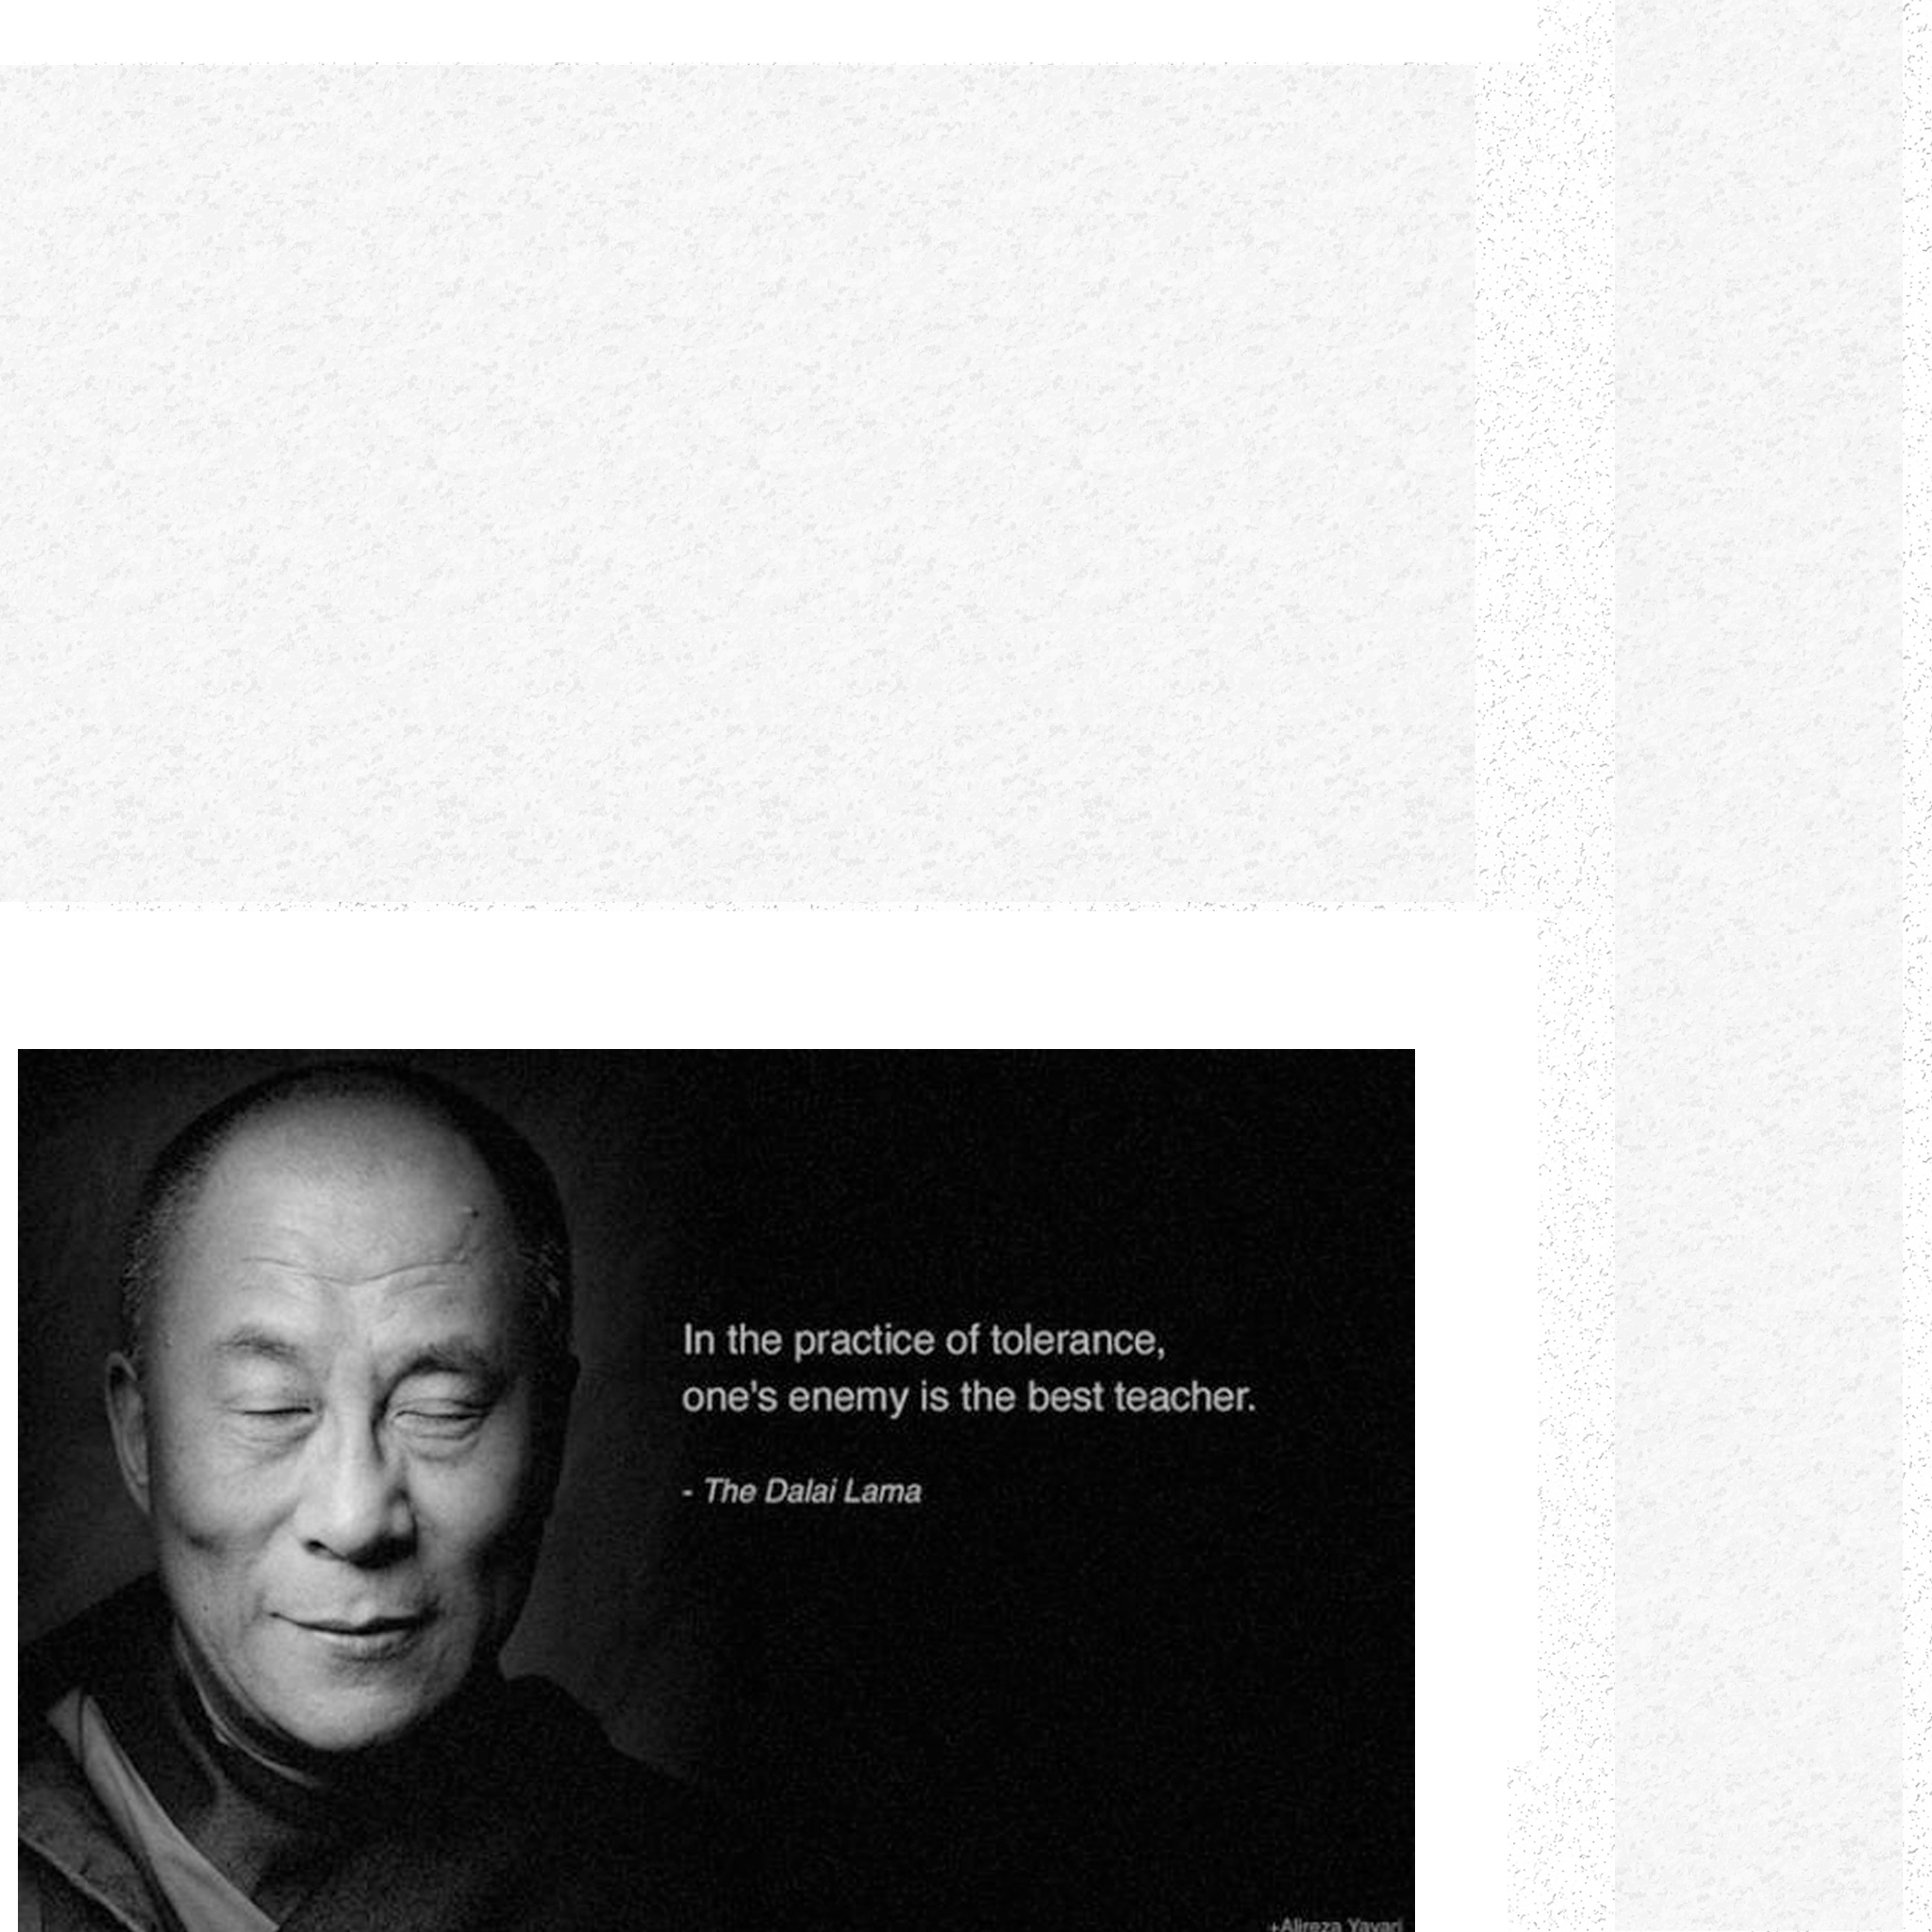 In the practice of tolerance,
one's enemy is the best teacher.
- The Dalai Lama
+Alireza Yavari